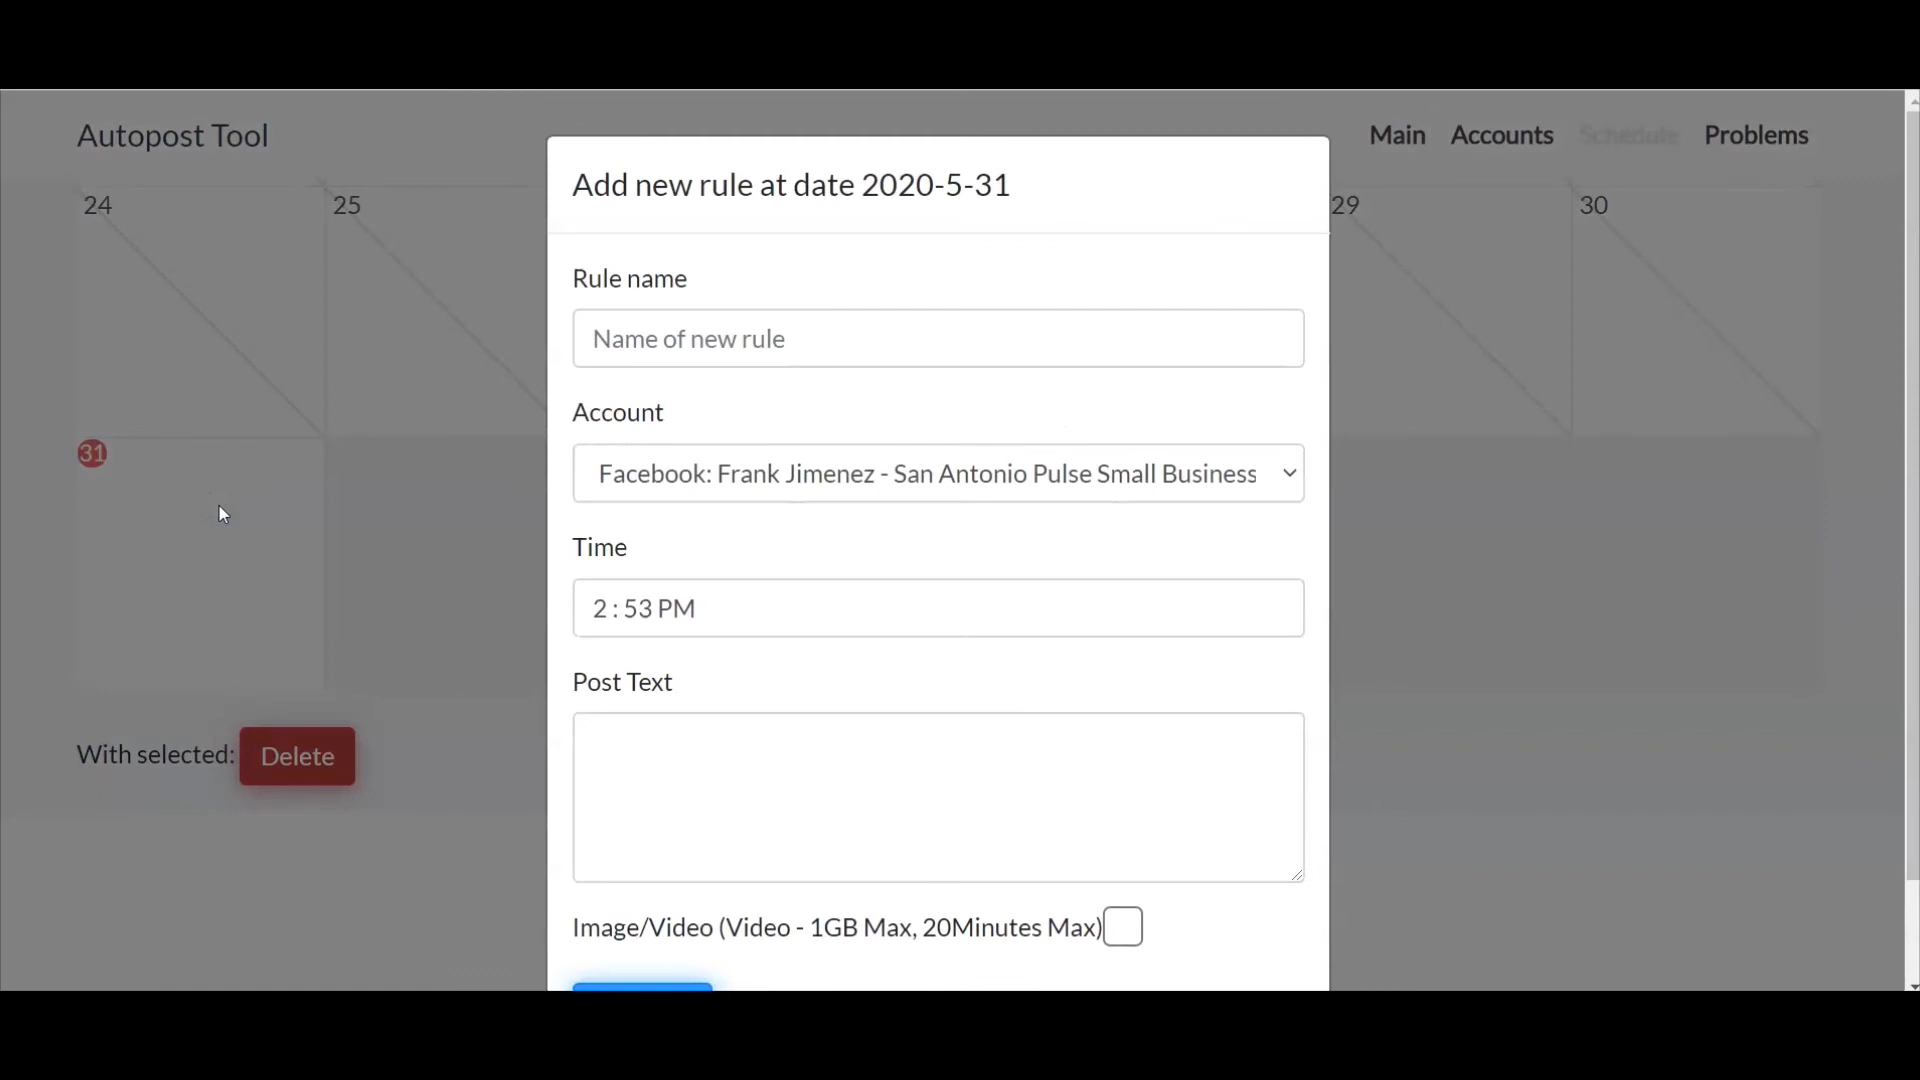 Autopost Tool
Main Accounts Schedule Problems
Add new rule at date 2020-5-31
24 25 29 30
Rule name
Name of new rule
Account
Facebook: Frank Jimenez - San Antonio Pulse Small Business
31
Time
2 : 53 PM
Post Text
With selected: Delete
Image/Video (Video - 1GB Max, 20Minutes Max)